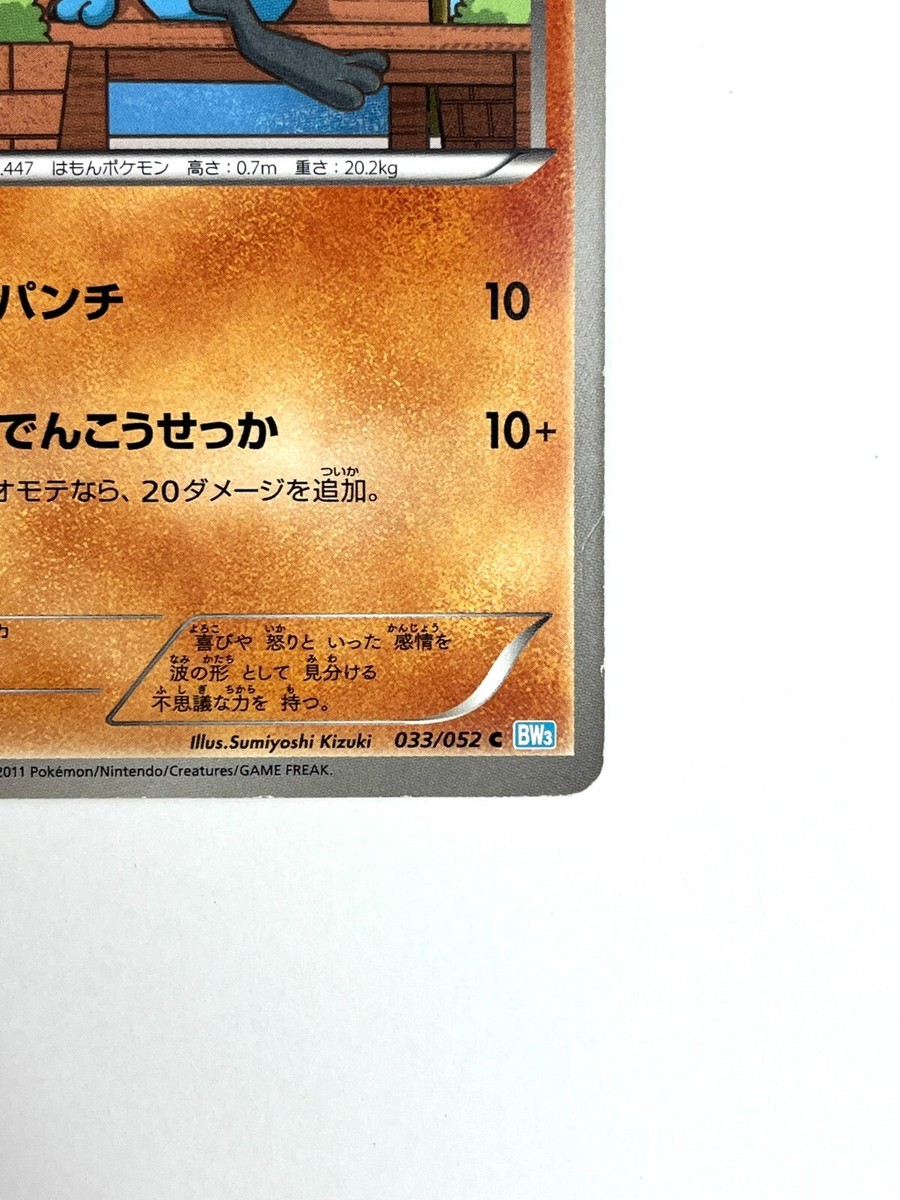 .447 はもんポケモン 高さ：0.7m 重さ：20.2kg
パンチ 10
でんこうせっか 10+
オモテなら、20ダメージを追加。
ついか
カ
よろこ いか かんじょう
喜びや 怒りと いった 感情を
なみ かたち み わ
波の形 として 見分ける
ふしぎ ちから も
不思議な力を 持つ。
Illus.Sumiyoshi Kizuki 033/052 C BW3
2011 Pokémon/Nintendo/Creatures/GAME FREAK.